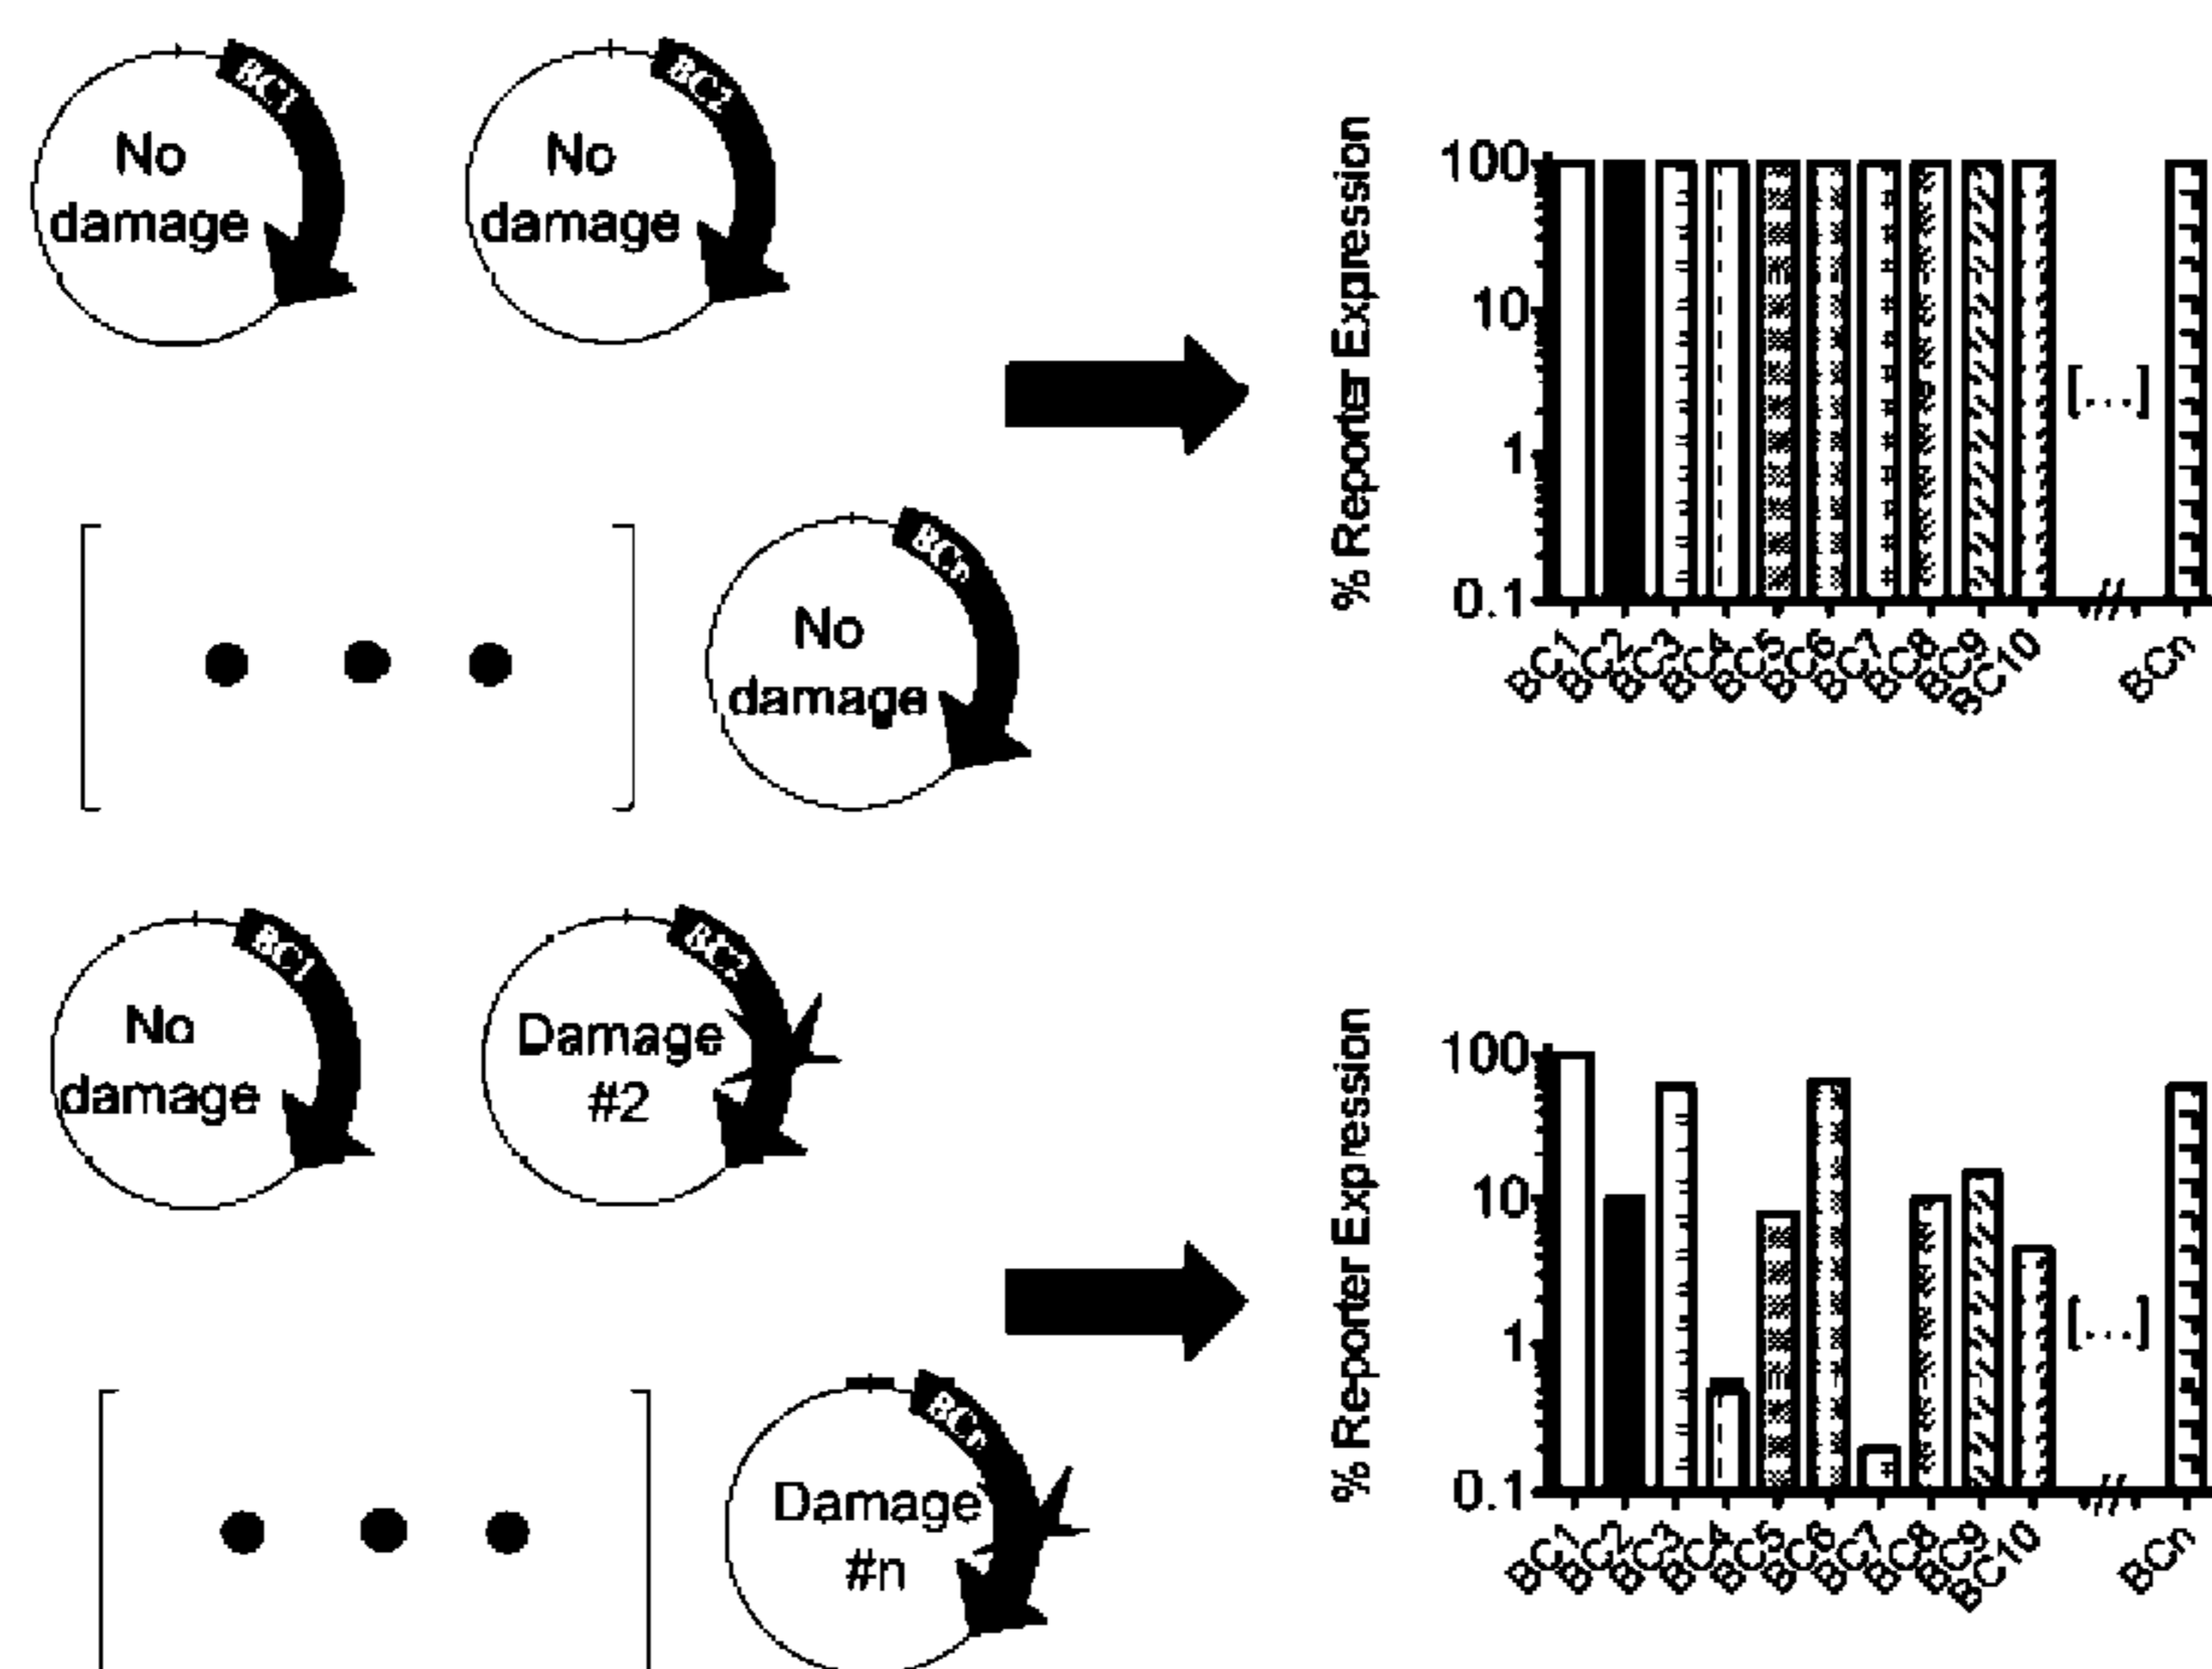 BC1
No
damage
BC2
No
damage
BCn
No
damage
% Reporter Expression
100
10
1
0.1
[...]
BC1
BC2
BC3
BC4
BC5
BC6
BC7
BC8
BC9
BC10
BCn
BC1
No
damage
BC2
Damage
#2
BCn
Damage
#n
% Reporter Expression
100
10
1
0.1
[...]
BC1
BC2
BC3
BC4
BC5
BC6
BC7
BC8
BC9
BC10
BCn